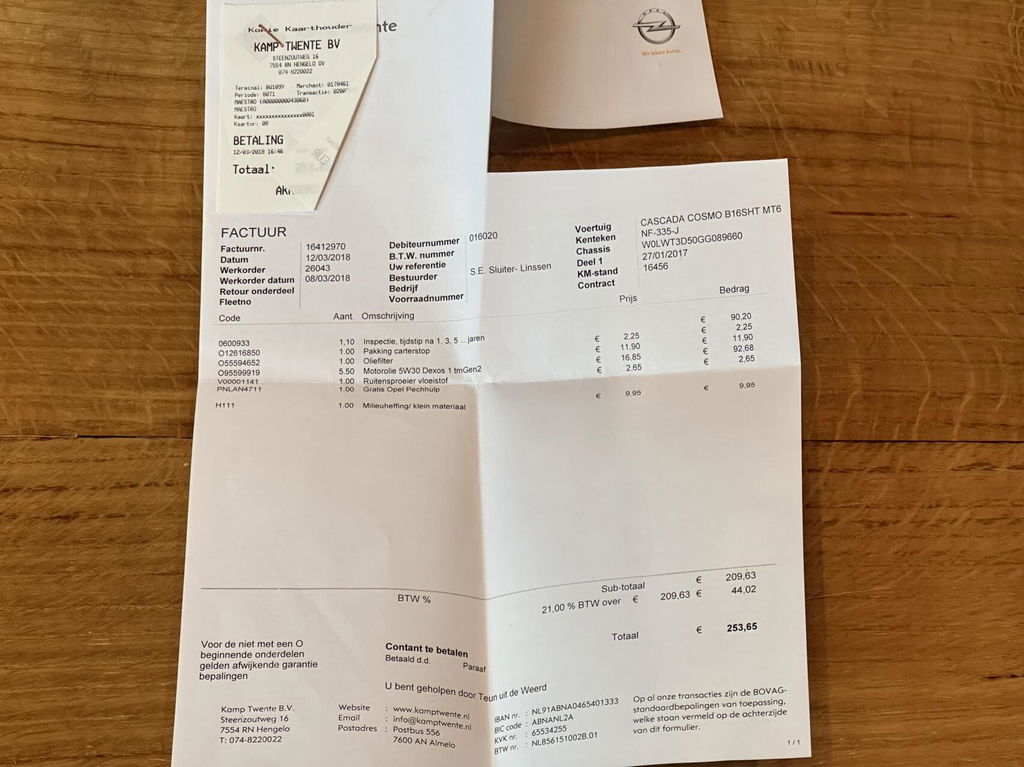 Kopie Kaarthouder
KAMP TWENTE BV
STEENZOUTWEG 16
7554 RN HENGELO OV
074-8220022
Terminal: BG109Y Merchant: 0178461
Periode: 8071 Transactie: 0200
MAESTRO (A0000000043060)
MAESTRO
Kaart: xxxxxxxxxxxxxxx0001
Kaartnr: 08
BETALING
12/03/2018 16:46
Totaal:
nte
OPEL
Wir leben Autos.
FACTUUR
Factuurnr. 16412970
Datum 12/03/2018
Werkorder 26043
Werkorder datum 08/03/2018
Retour onderdeel
Fleetno
Debiteurnummer 016020
B.T.W. nummer
Uw referentie
Bestuurder S.E. Sluiter- Linssen
Bedrijf
Voorraadnummer
Voertuig CASCADA COSMO B16SHT MT6
Kenteken NF-335-J
Chassis W0LWT3D50GG089660
Deel 1 27/01/2017
KM-stand 16456
Contract
Code Aant. Omschrijving Prijs Bedrag
0600933 1,10 Inspectie, tijdstip na 1, 3, 5 ... jaren € 90,20
O12616850 1.00 Pakking carterstop € 2,25 € 2,25
O55594652 1.00 Oliefilter € 11,90 € 11,90
O95599919 5.50 Motorolie 5W30 Dexos 1 tmGen2 € 16,85 € 92,68
V00001141 1.00 Ruitensproeier vloeistof € 2,65 € 2,65
PNLAN4711 1.00 Gratis Opel Pechhulp
H111 1.00 Milieuheffing/ klein materiaal € 9,95 € 9,95
Sub-totaal € 209,63
BTW % 21,00 % BTW over € 209,63 € 44,02
Totaal € 253,65
Voor de niet met een O
beginnende onderdelen
gelden afwijkende garantie
bepalingen
Contant te betalen
Betaald d.d. Paraaf
U bent geholpen door Teun uit de Weerd
Kamp Twente B.V.
Steenzoutweg 16
7554 RN Hengelo
T: 074-8220022
Website : www.kamptwente.nl
Email : info@kamptwente.nl
Postadres : Postbus 556
7600 AN Almelo
IBAN nr. : NL91ABNA0465401333
BIC code : ABNANL2A
KVK nr. : 65534255
BTW nr. : NL856151002B.01
Op al onze transacties zijn de BOVAG-
standaardbepalingen van toepassing,
welke staan vermeld op de achterzijde
van dit formulier.
1/1